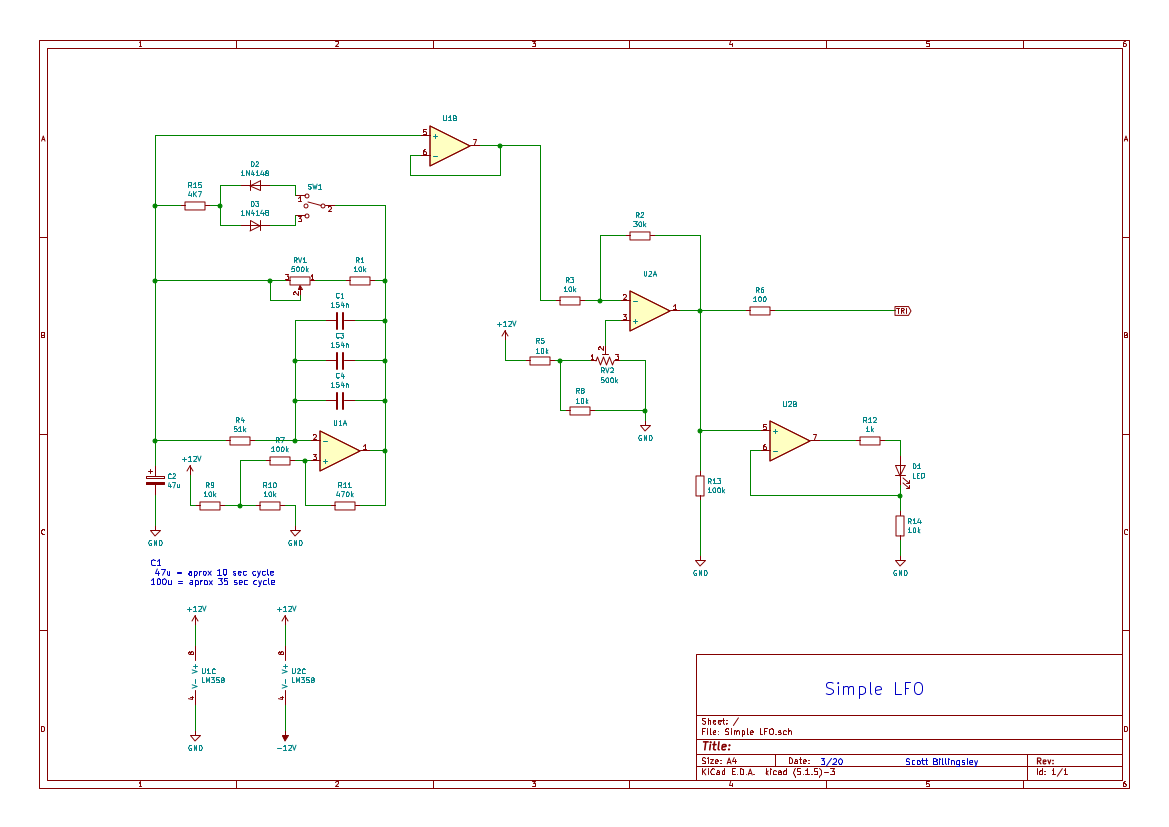 1 2 3 4 5 6
A
B
C
D
U1B
5
6
7
+
-
D2
1N4148
R15
4K7
SW1
1
2
3
D3
1N4148
R2
30k
RV1
500k
3
1
2
R1
10k
U2A
2
3
1
-
+
R3
10k
C1
154n
R6
100
TRI
+12V
C3
154n
R5
10k
2
1
3
RV2
500k
C4
154n
R8
10k
GND
U1A
2
3
1
-
+
R4
51k
R7
100k
U2B
5
6
7
+
-
R12
1k
+12V
+
C2
47u
R9
10k
R10
10k
R11
470k
D1
LED
R13
100k
R14
10k
GND
GND
GND
GND
C1
47u = aprox 10 sec cycle
100u = aprox 35 sec cycle
+12V
+12V
8
V+
V-
4
U1C
LM358
8
V+
V-
4
U2C
LM358
GND
-12V
Simple LFO
Sheet: /
File: Simple LFO.sch
Title:
Size: A4 Date: 3/20 Scott Billingsley Rev:
KiCad E.D.A. kicad (5.1.5)-3 Id: 1/1
A
B
C
D
1 2 3 4 5 6